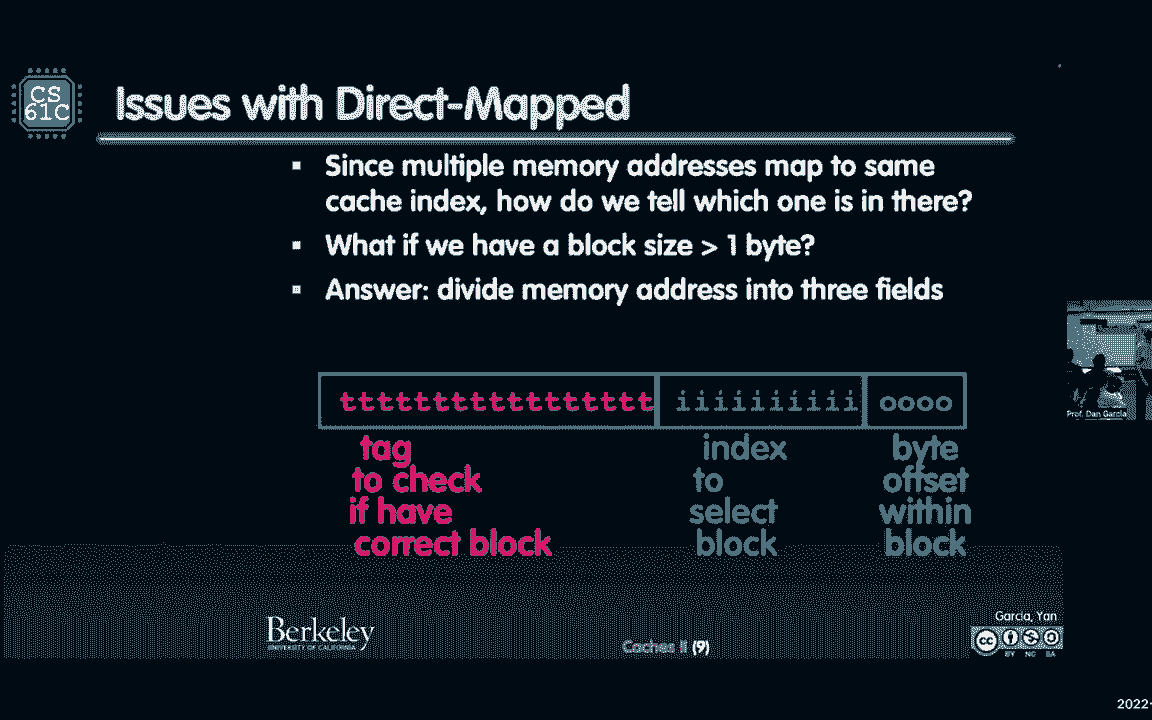 CS
61C
Issues with Direct-Mapped
▪ Since multiple memory addresses map to same
cache index, how do we tell which one is in there?
▪ What if we have a block size > 1 byte?
▪ Answer: divide memory address into three fields
ttttttttttttttttt iiiiiiiiii oooo
tag index byte
to check to offset
if have select within
correct block block block
Prof. Dan Garcia
Garcia, Yan
Berkeley
UNIVERSITY OF CALIFORNIA
Caches II (9)
cc
BY NC SA
2022-